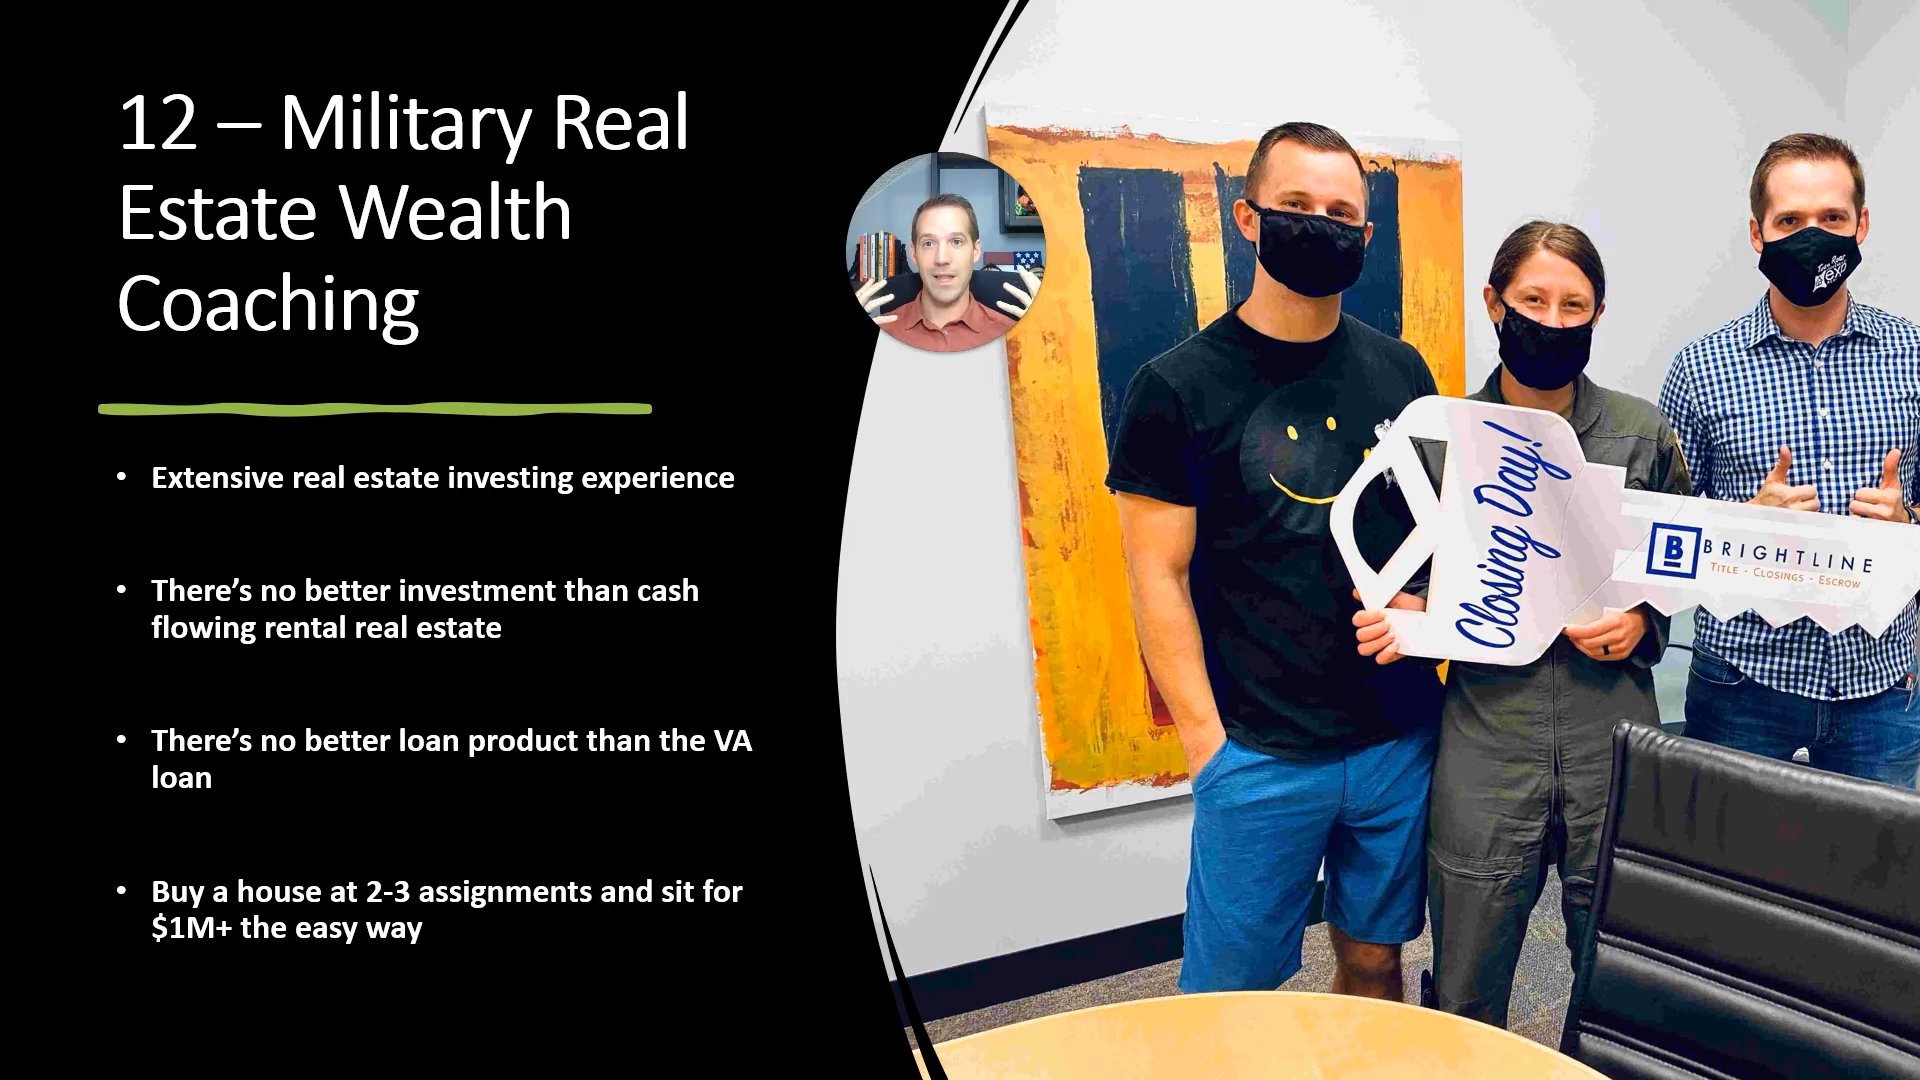 12 – Military Real
Estate Wealth
Coaching
• Extensive real estate investing experience
• There’s no better investment than cash
flowing rental real estate
• There’s no better loan product than the VA
loan
• Buy a house at 2-3 assignments and sit for
$1M+ the easy way
exp
Closing Day!
B BRIGHTLINE
TITLE - CLOSINGS - ESCROW